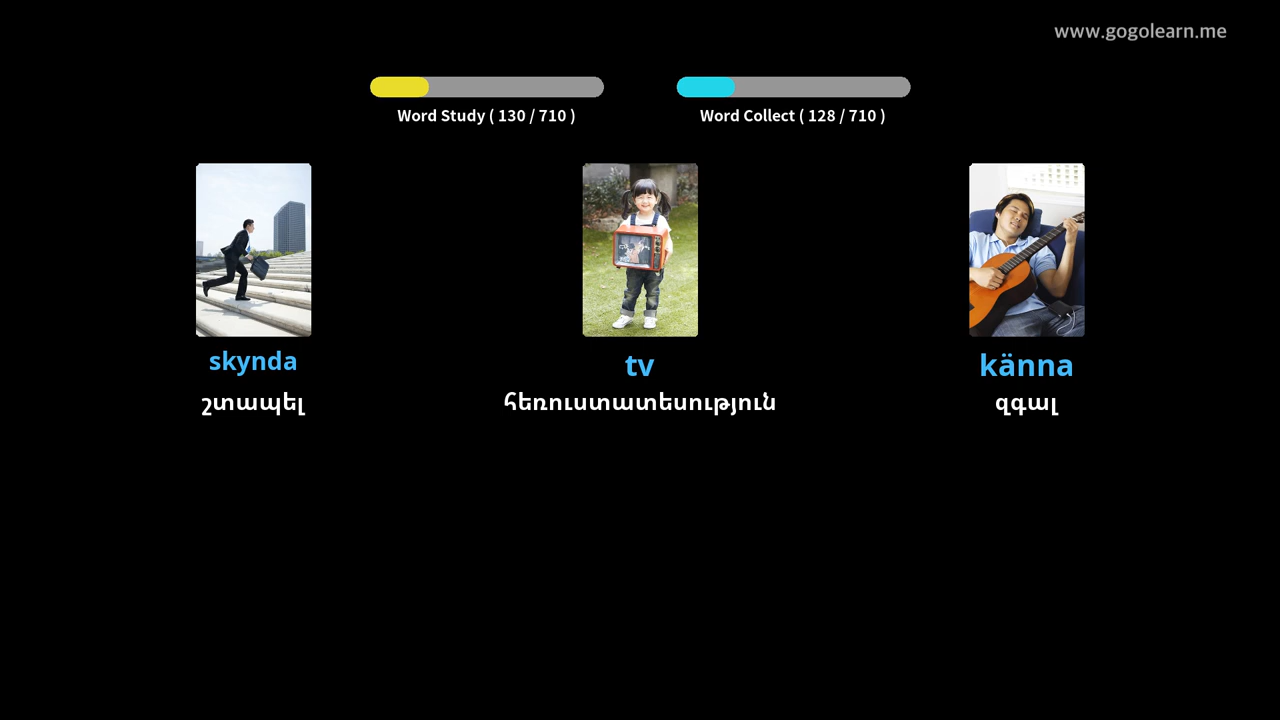 www.gogolearn.me
Word Study ( 130 / 710 )
Word Collect ( 128 / 710 )
skynda
շտապել
tv
հեռուստատեսություն
känna
զգալ